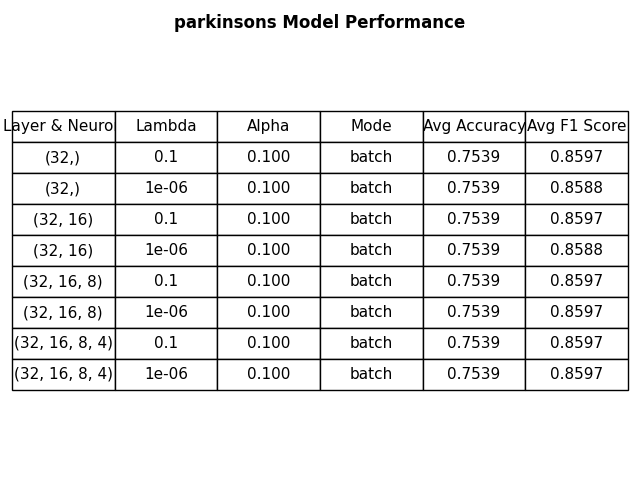 parkinsons Model Performance
Layer & Neuro Lambda Alpha Mode Avg Accuracy Avg F1 Score
(32,) 0.1 0.100 batch 0.7539 0.8597
(32,) 1e-06 0.100 batch 0.7539 0.8588
(32, 16) 0.1 0.100 batch 0.7539 0.8597
(32, 16) 1e-06 0.100 batch 0.7539 0.8588
(32, 16, 8) 0.1 0.100 batch 0.7539 0.8597
(32, 16, 8) 1e-06 0.100 batch 0.7539 0.8597
(32, 16, 8, 4) 0.1 0.100 batch 0.7539 0.8597
(32, 16, 8, 4) 1e-06 0.100 batch 0.7539 0.8597